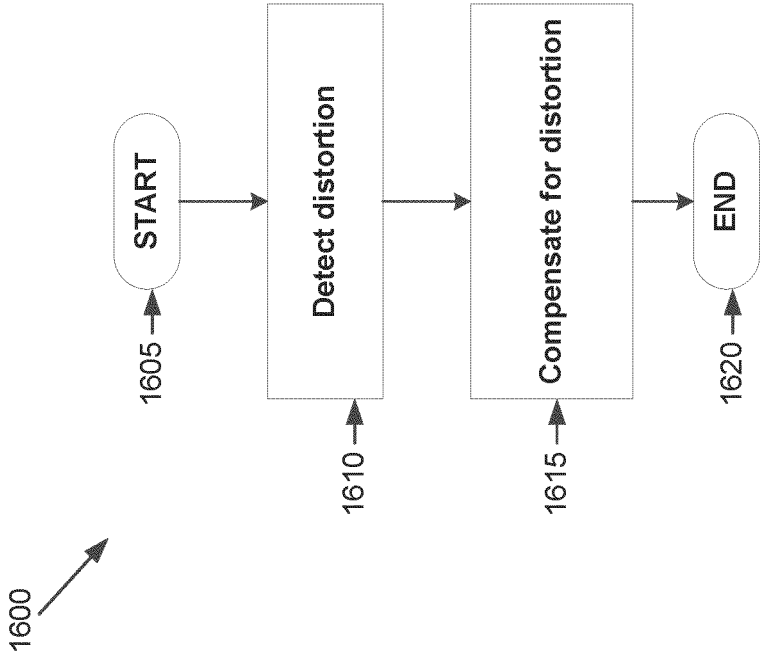 1600
1605
START
1610
Detect distortion
1615
Compensate for distortion
1620
END